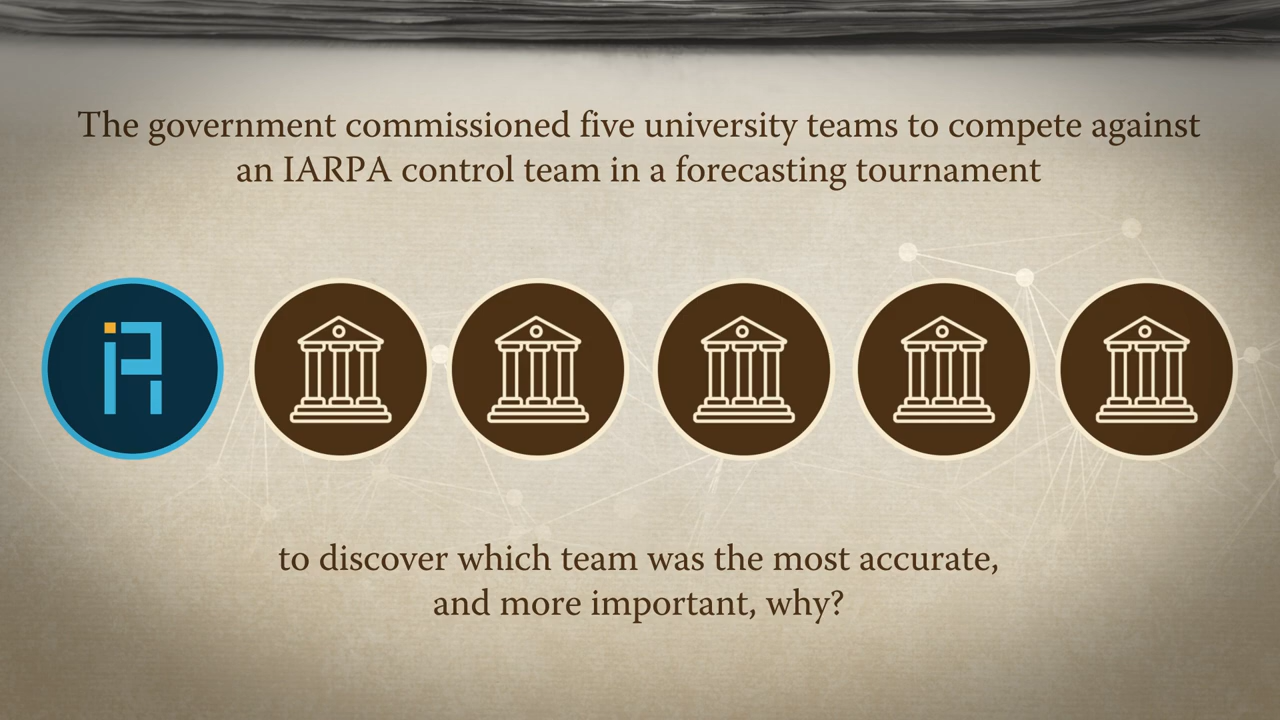 The government commissioned five university teams to compete against
an IARPA control team in a forecasting tournament
to discover which team was the most accurate,
and more important, why?